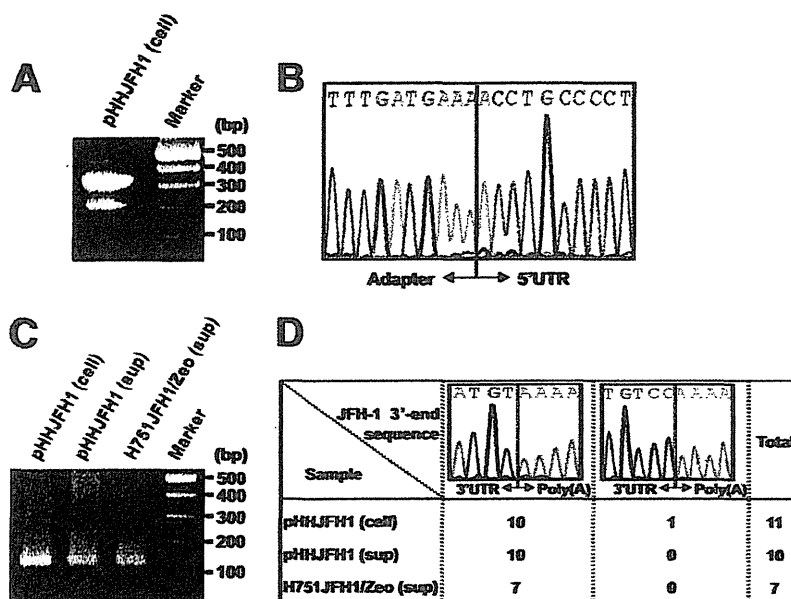 A
pHHJFH1 (cell)
Marker
(bp)
500
400
300
200
100
B
TTTGATGAAAACCTGCCCCT
Adapter
5'UTR
C
pHHJFH1 (cell)
pHHJFH1 (sup)
H751JFH1/Zeo (sup)
Marker
(bp)
500
400
300
200
100
D
JFH-1 3'-end
sequence
Sample
ATGTAAAA
3'UTR Poly(A)
TGTCCAAAA
3'UTR Poly(A)
Total
pHHJFH1 (cell) 10 1 11
pHHJFH1 (sup) 10 0 10
H751JFH1/Zeo (sup) 7 0 7